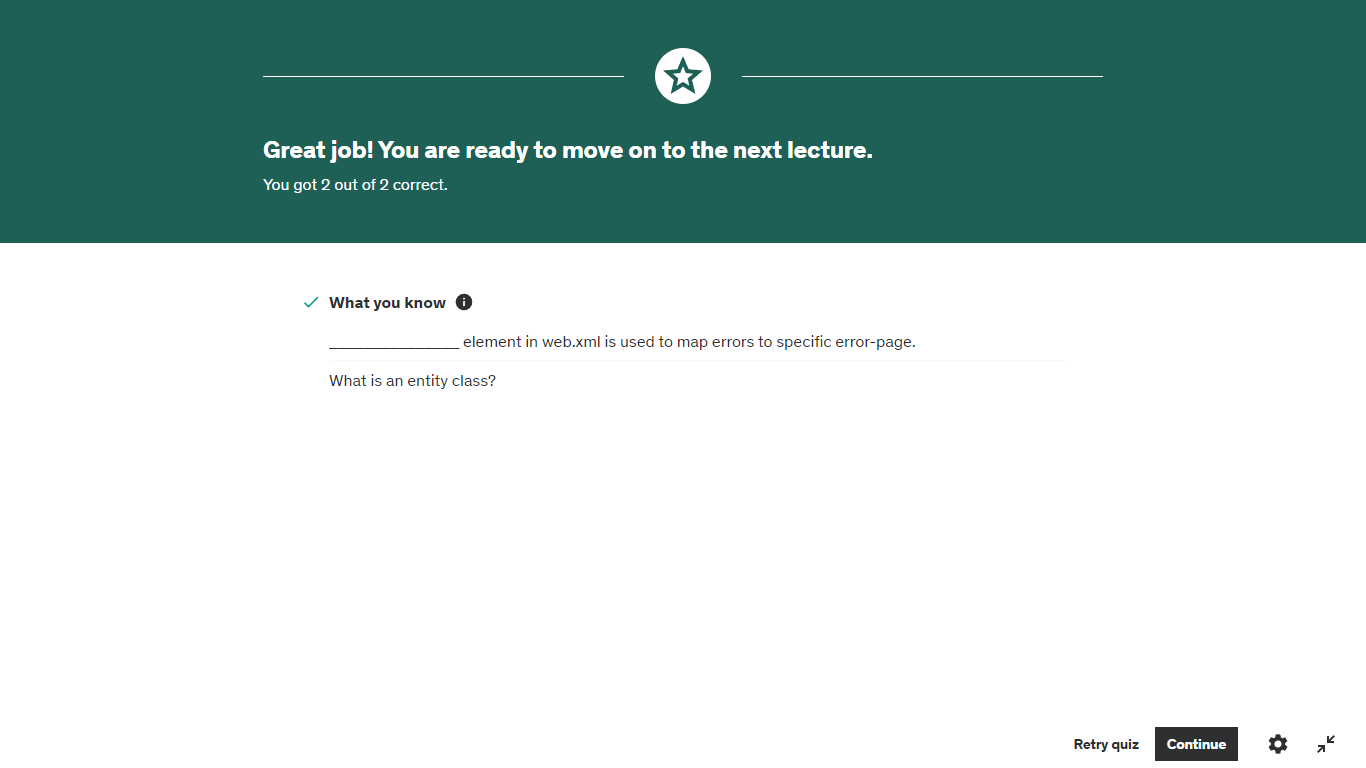 Great job! You are ready to move on to the next lecture.
You got 2 out of 2 correct.
What you know
_______________ element in web.xml is used to map errors to specific error-page.
What is an entity class?
Retry quiz
Continue